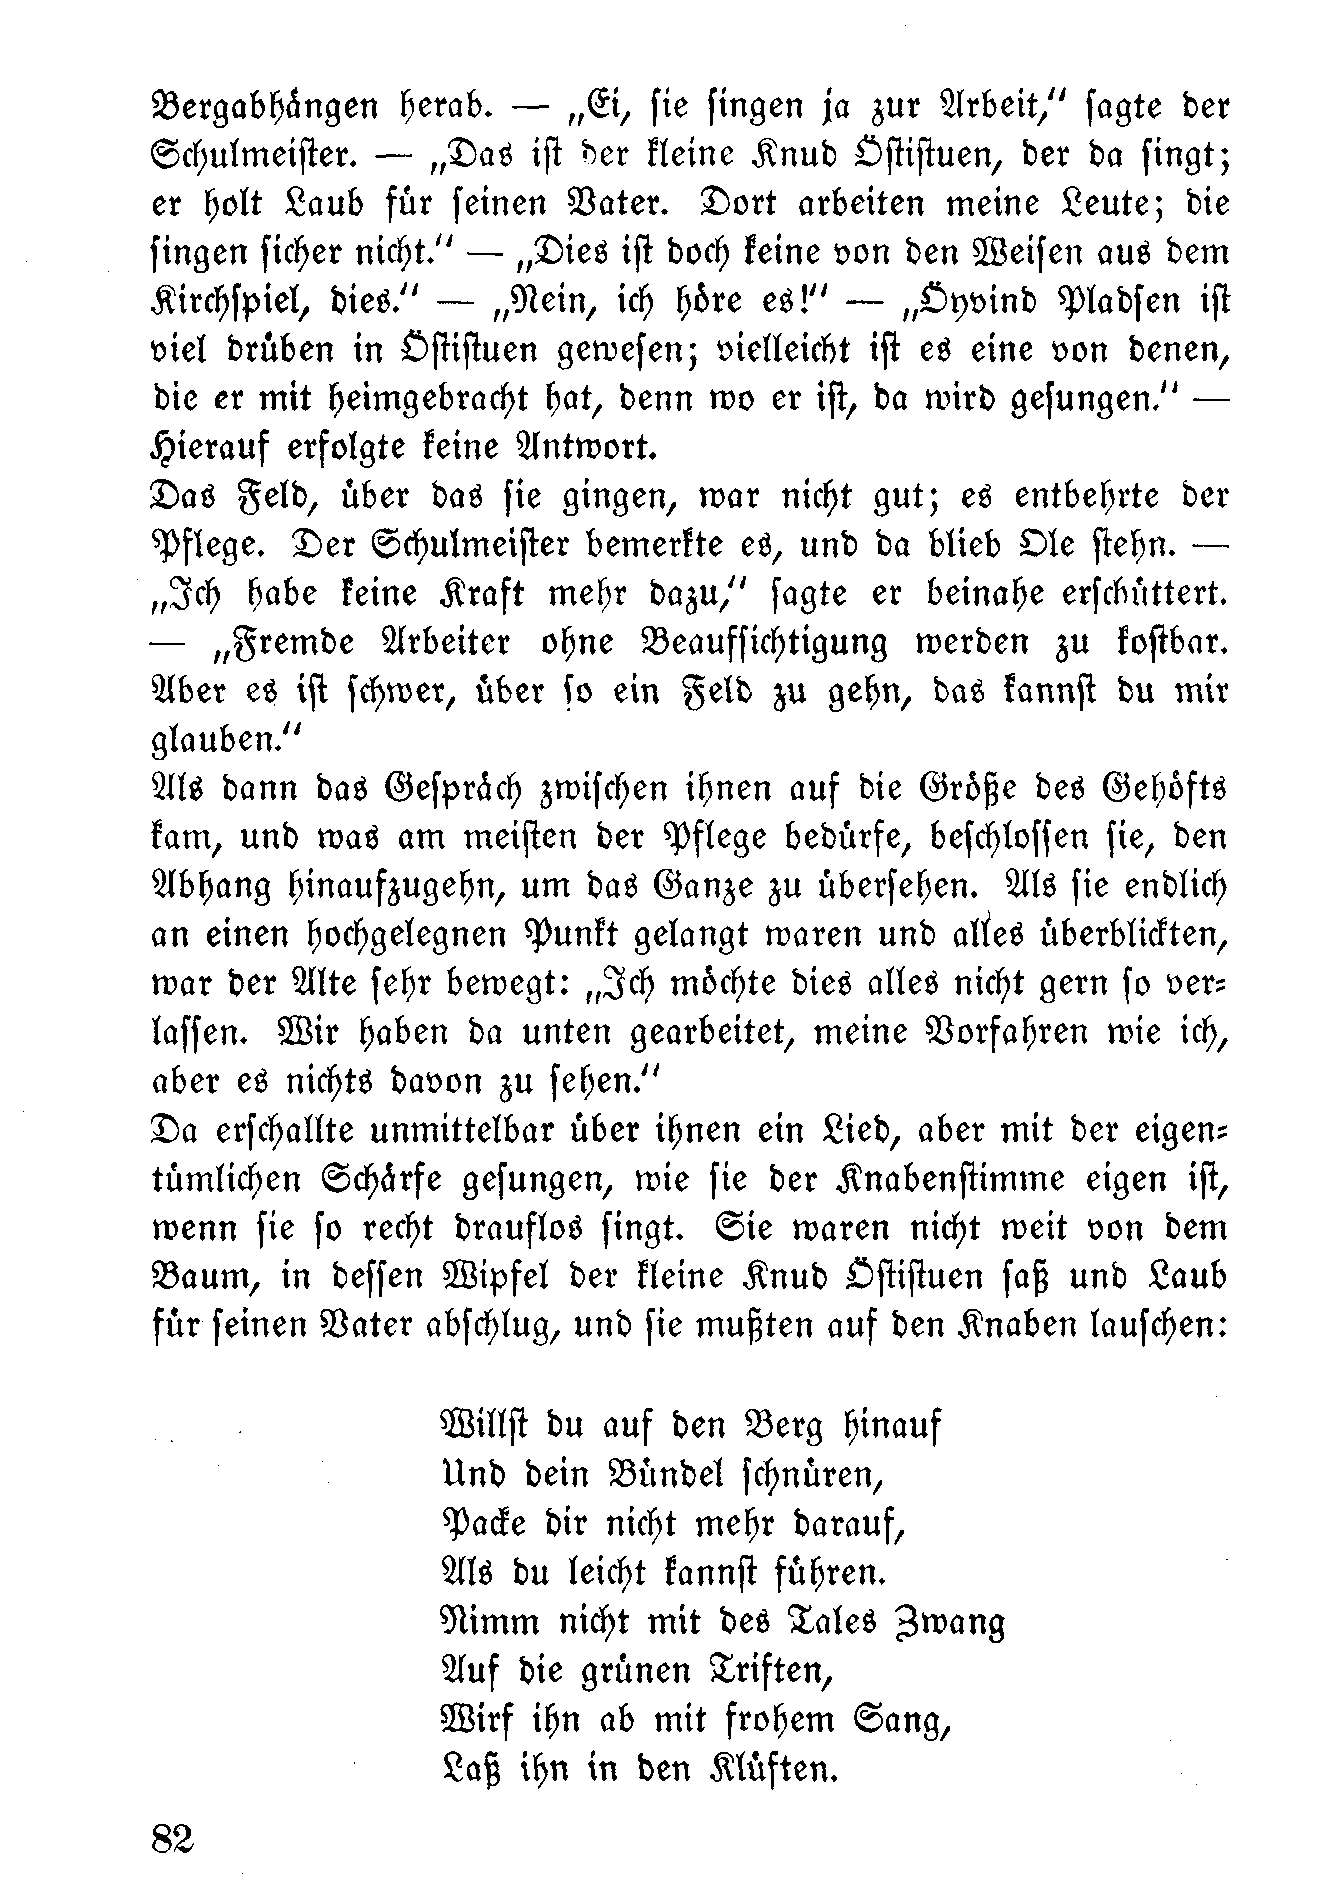 Bergabhängen herab. — „Ei, sie singen ja zur Arbeit,“ sagte der
Schulmeister. — „Das ist der kleine Knud Östistuen, der da singt;
er holt Laub für seinen Vater. Dort arbeiten meine Leute; die
singen sicher nicht.“ — „Dies ist doch keine von den Weisen aus dem
Kirchspiel, dies.“ — „Nein, ich höre es!“ — „Öyvind Pladsen ist
viel drüben in Östistuen gewesen; vielleicht ist es eine von denen,
die er mit heimgebracht hat, denn wo er ist, da wird gesungen.“ —
Hierauf erfolgte keine Antwort.
Das Feld, über das sie gingen, war nicht gut; es entbehrte der
Pflege. Der Schulmeister bemerkte es, und da blieb Ole stehn. —
„Ich habe keine Kraft mehr dazu,“ sagte er beinahe erschüttert.
— „Fremde Arbeiter ohne Beaufsichtigung werden zu kostbar.
Aber es ist schwer, über so ein Feld zu gehn, das kannst du mir
glauben.“
Als dann das Gespräch zwischen ihnen auf die Größe des Gehöfts
kam, und was am meisten der Pflege bedürfe, beschlossen sie, den
Abhang hinaufzugehn, um das Ganze zu übersehen. Als sie endlich
an einen hochgelegnen Punkt gelangt waren und alles überblickten,
war der Alte sehr bewegt: „Ich möchte dies alles nicht gern so ver-
lassen. Wir haben da unten gearbeitet, meine Vorfahren wie ich,
aber es nichts davon zu sehen.“
Da erschallte unmittelbar über ihnen ein Lied, aber mit der eigen-
tümlichen Schärfe gesungen, wie sie der Knabenstimme eigen ist,
wenn sie so recht drauflos singt. Sie waren nicht weit von dem
Baum, in dessen Wipfel der kleine Knud Östistuen saß und Laub
für seinen Vater abschlug, und sie mußten auf den Knaben lauschen:
Willst du auf den Berg hinauf
Und dein Bündel schnüren,
Packe dir nicht mehr darauf,
Als du leicht kannst führen.
Nimm nicht mit des Tales Zwang
Auf die grünen Triften,
Wirf ihn ab mit frohem Sang,
Laß ihn in den Klüften.
82